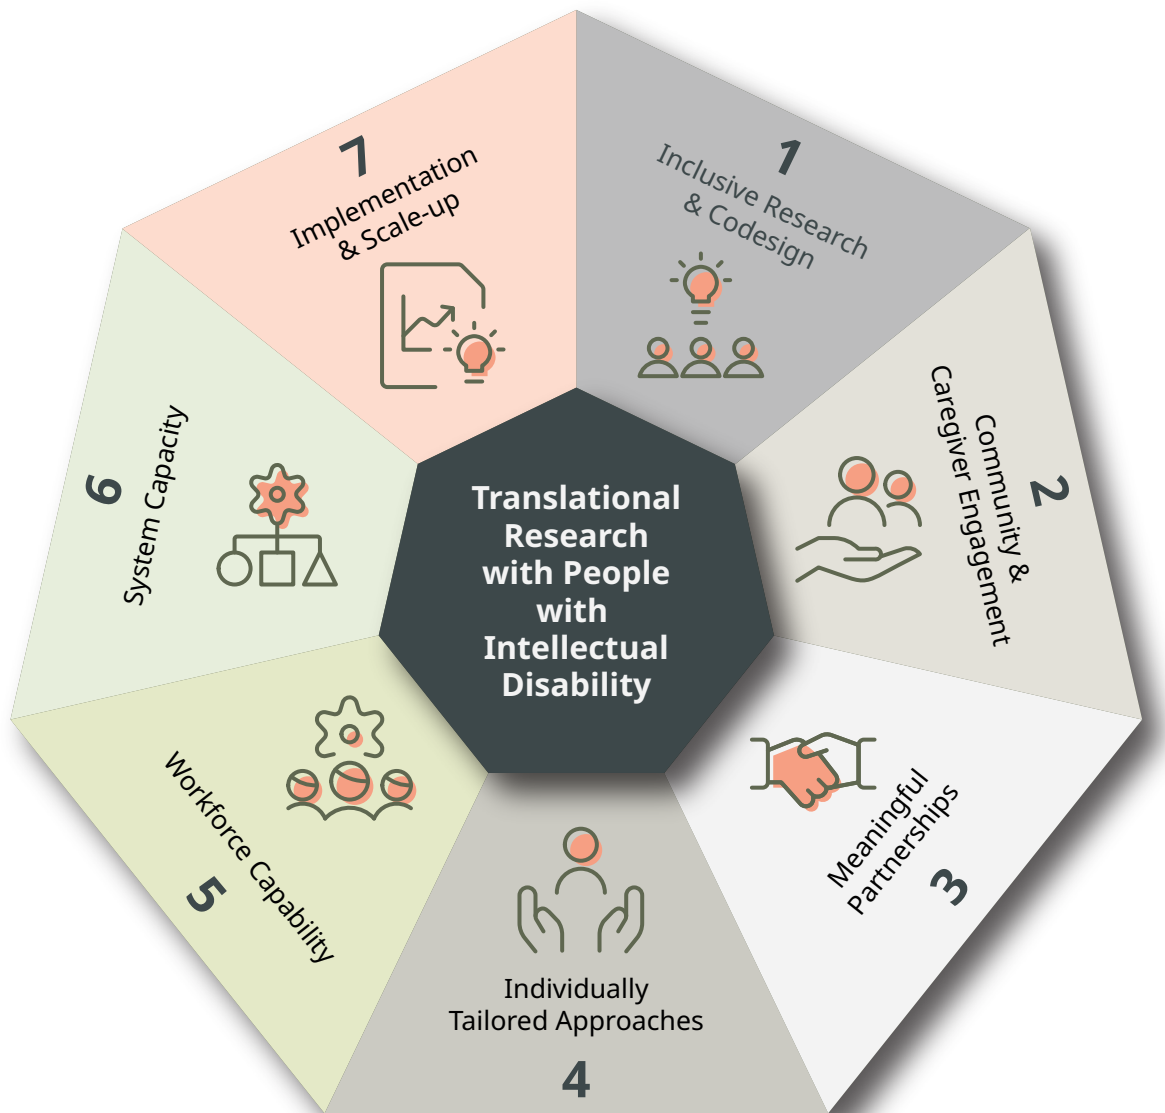 Translational
Research
with People
with
Intellectual
Disability
1
Inclusive Research
& Codesign
2
Community &
Caregiver Engagement
3
Meaningful
Partnerships
Individually
Tailored Approaches
4
Workforce Capability
5
6
System Capacity
7
Implementation
& Scale-up